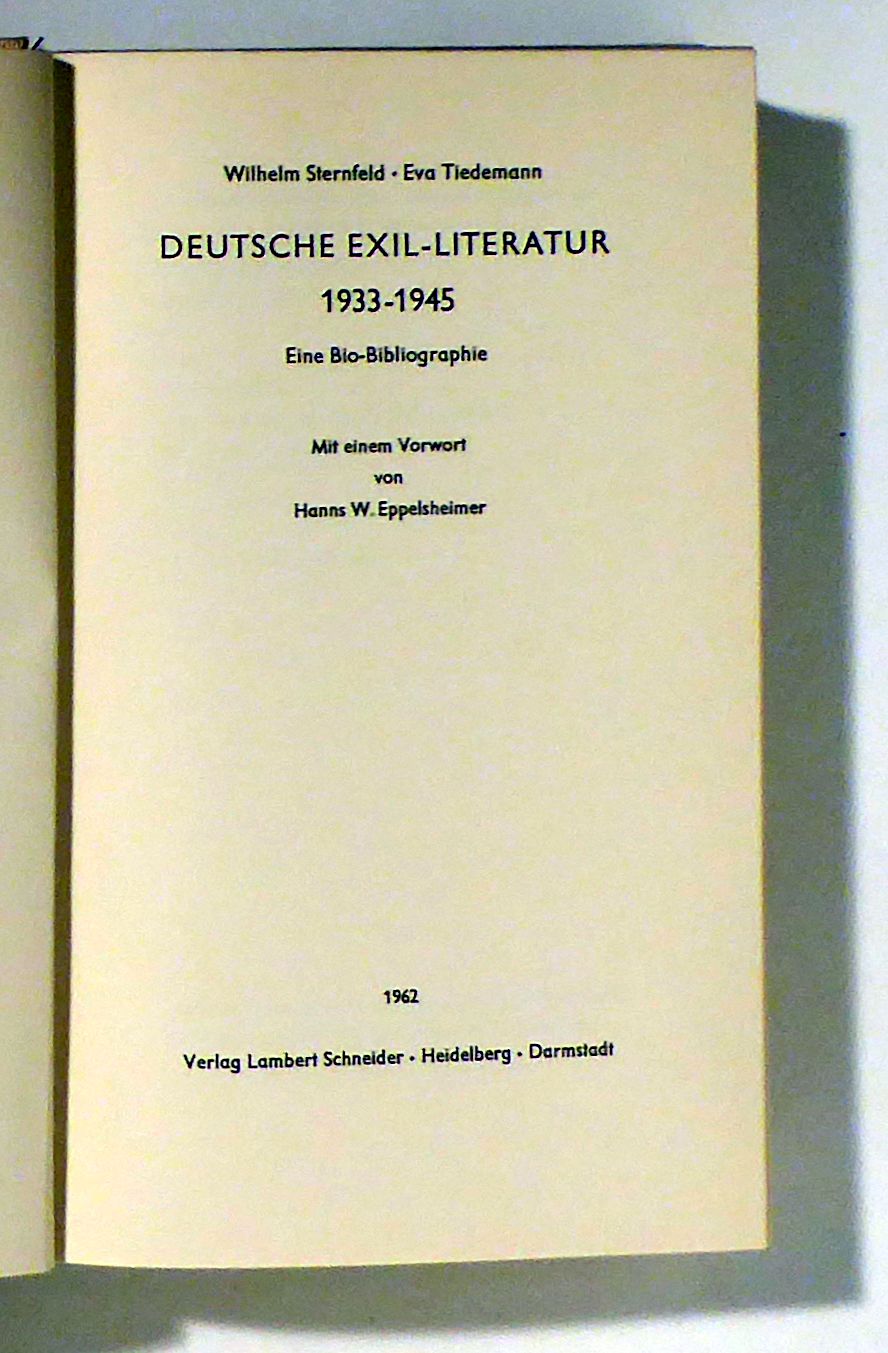 Wilhelm Sternfeld • Eva Tiedemann
DEUTSCHE EXIL-LITERATUR
1933-1945
Eine Bio-Bibliographie
Mit einem Vorwort
von
Hanns W. Eppelsheimer
1962
Verlag Lambert Schneider • Heidelberg • Darmstadt